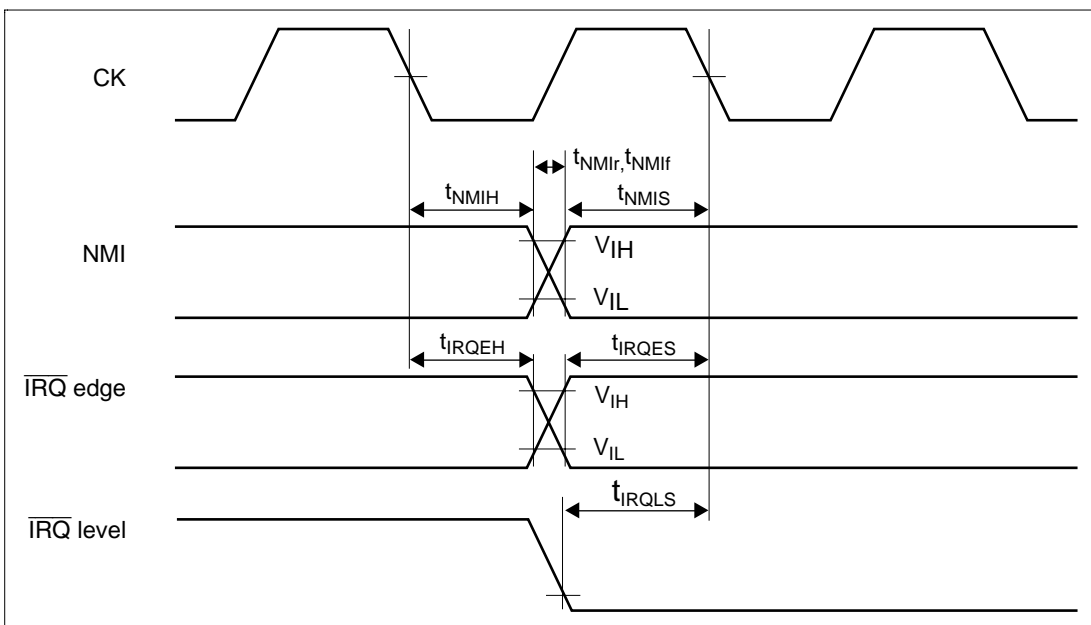 CK
tNMIr,tNMIf
tNMIH
tNMIS
NMI
VIH
VIL
tIRQEH
tIRQES
IRQ edge
VIH
VIL
tIRQLS
IRQ level